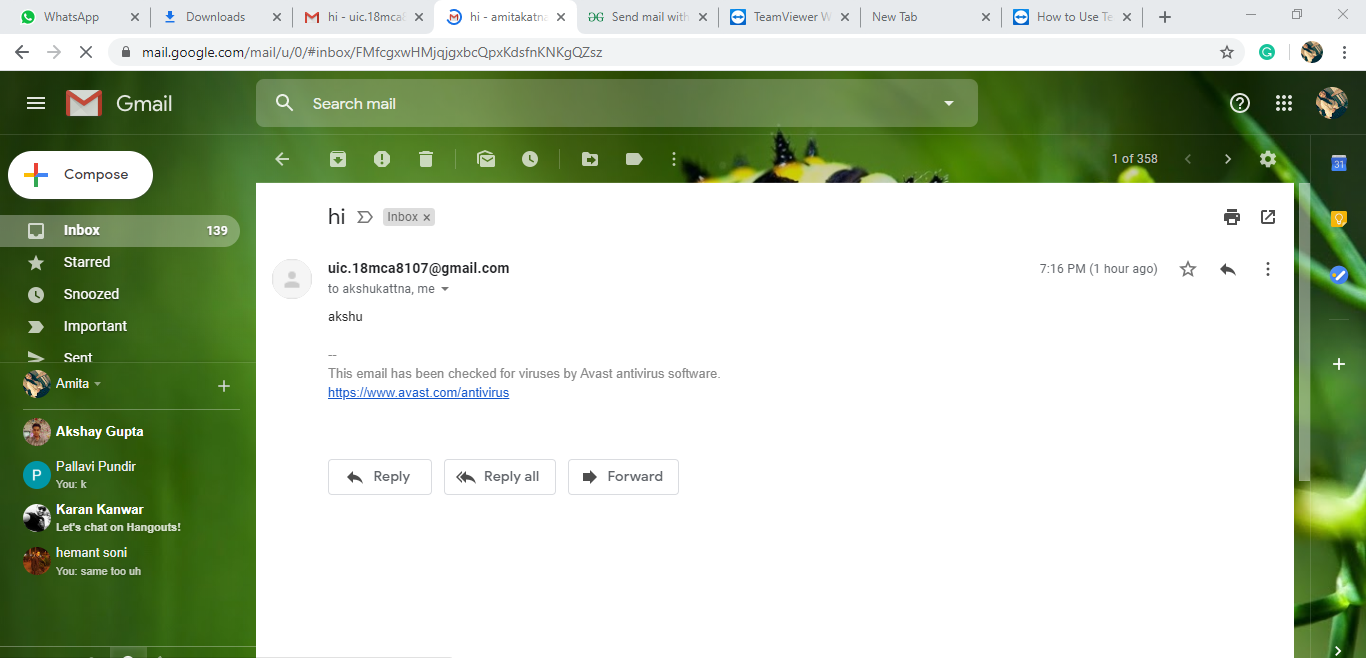 WhatsApp
Downloads
hi - uic.18mca8
hi - amitakatna
Send mail with
TeamViewer W
New Tab
How to Use Te
mail.google.com/mail/u/0/#inbox/FMfcgxwHMjqjgxbcQpxKdsfnKNKgQZsz
Gmail
Search mail
Compose
1 of 358
31
Inbox 139
Starred
Snoozed
Important
Sent
Amita
Akshay Gupta
P
Pallavi Pundir
You: k
Karan Kanwar
Let's chat on Hangouts!
hemant soni
You: same too uh
hi Inbox ×
uic.18mca8107@gmail.com 7:16 PM (1 hour ago)
to akshukattna, me
akshu
--
This email has been checked for viruses by Avast antivirus software.
https://www.avast.com/antivirus
Reply Reply all Forward